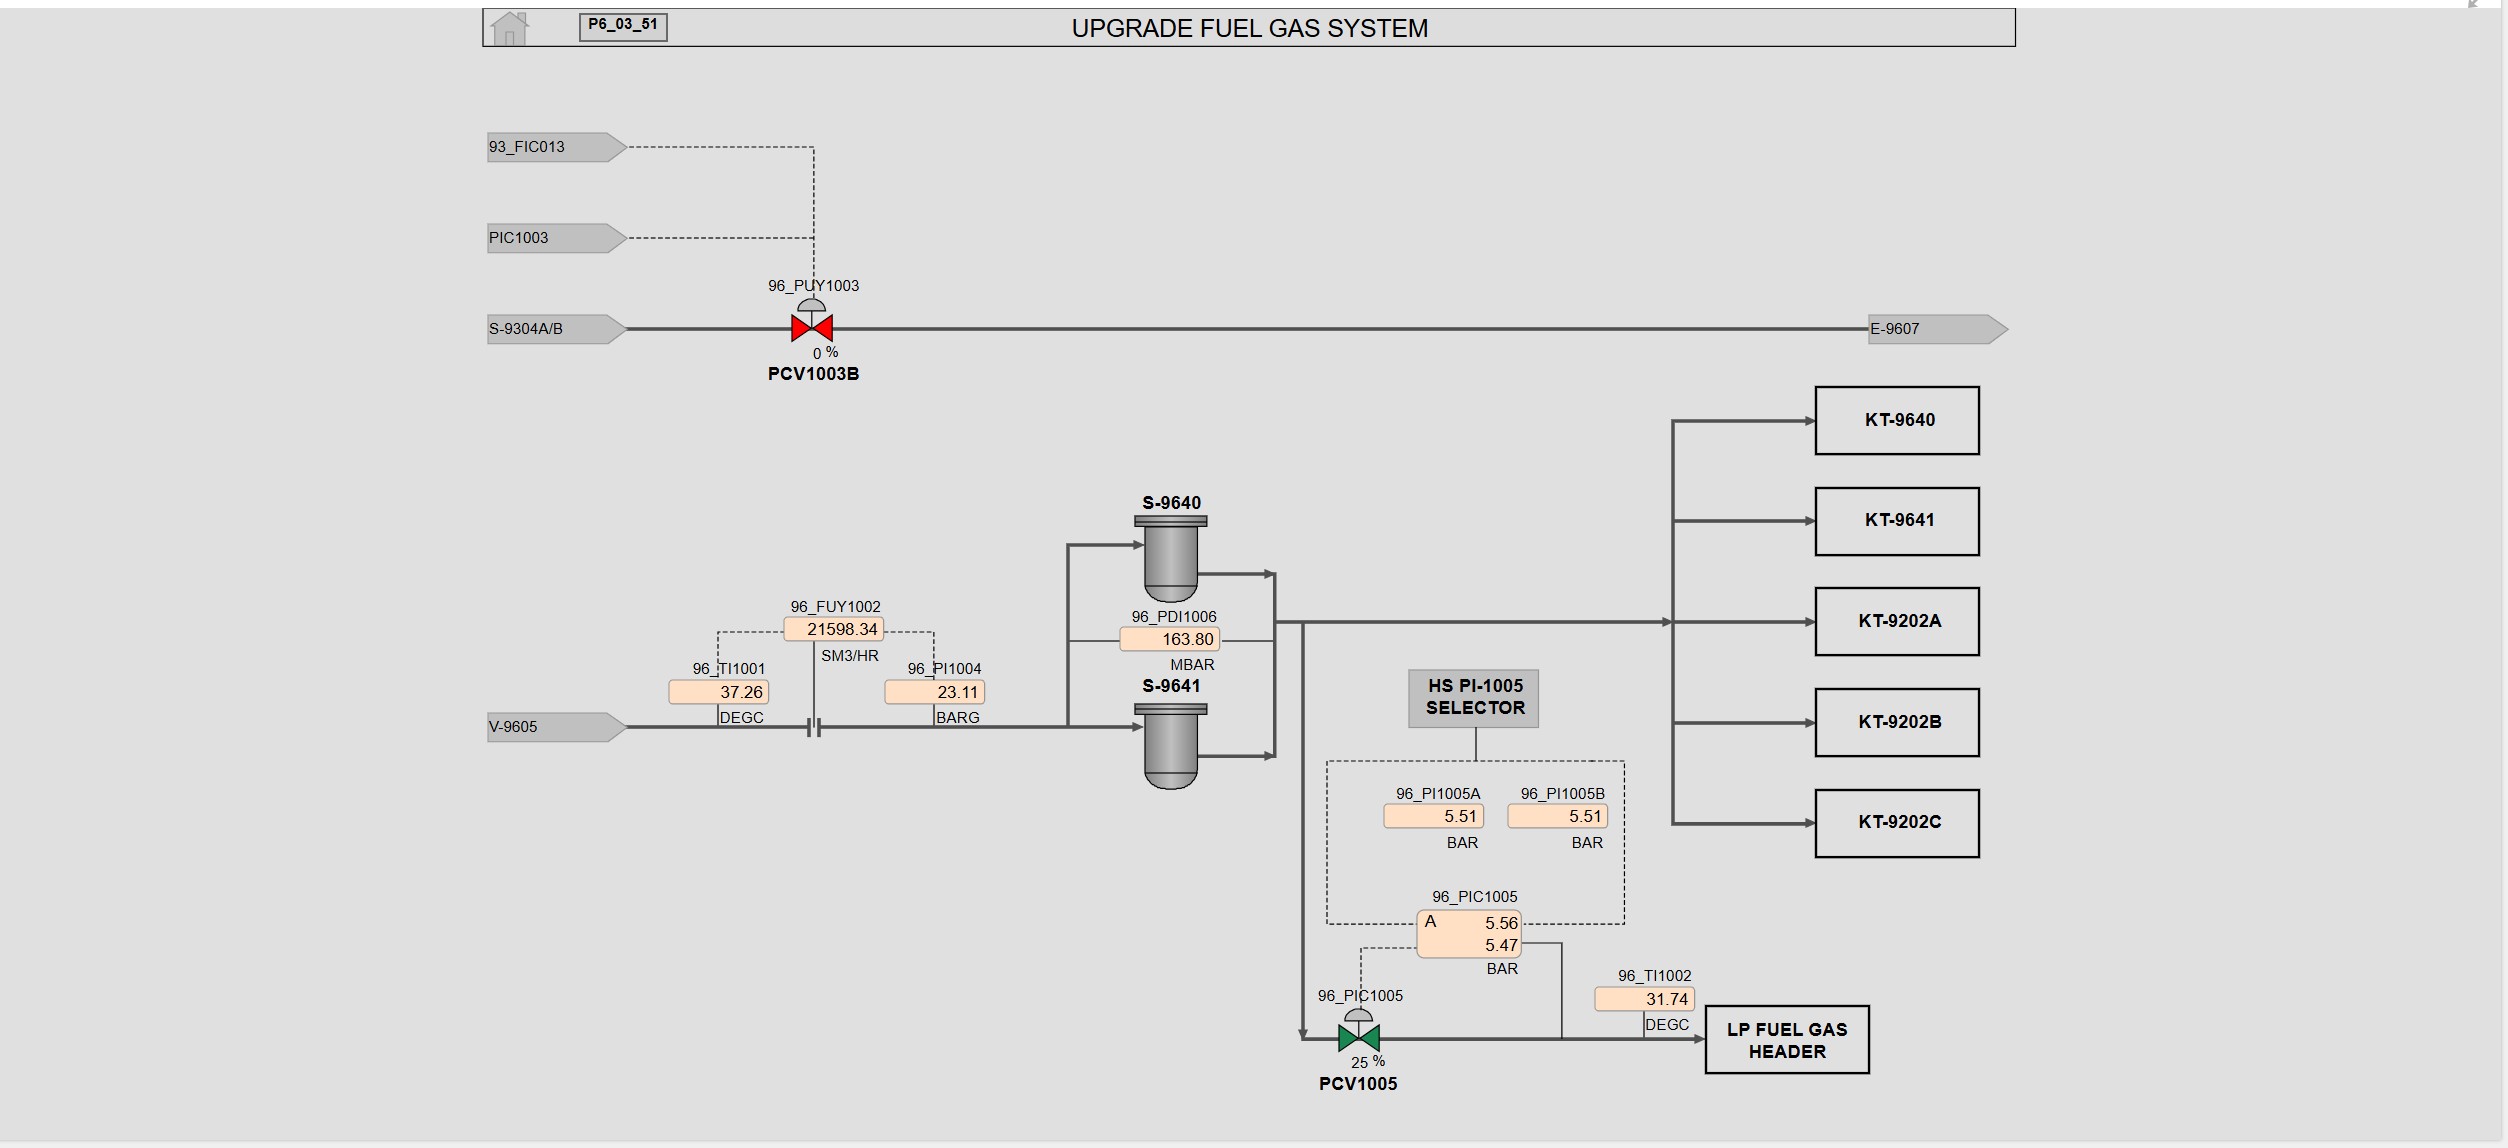 P6_03_51
UPGRADE FUEL GAS SYSTEM
93_FIC013
PIC1003
96_PUY1003
S-9304A/B
E-9607
0 %
PCV1003B
KT-9640
KT-9641
KT-9202A
KT-9202B
KT-9202C
S-9640
96_PDI1006
163.80
MBAR
S-9641
96_FUY1002
21598.34
SM3/HR
96_TI1001
37.26
DEGC
96_PI1004
23.11
BARG
V-9605
HS PI-1005
SELECTOR
96_PI1005A
5.51
BAR
96_PI1005B
5.51
BAR
96_PIC1005
A 5.56
5.47
BAR
96_PIC1005
25 %
PCV1005
96_TI1002
31.74
DEGC
LP FUEL GAS
HEADER